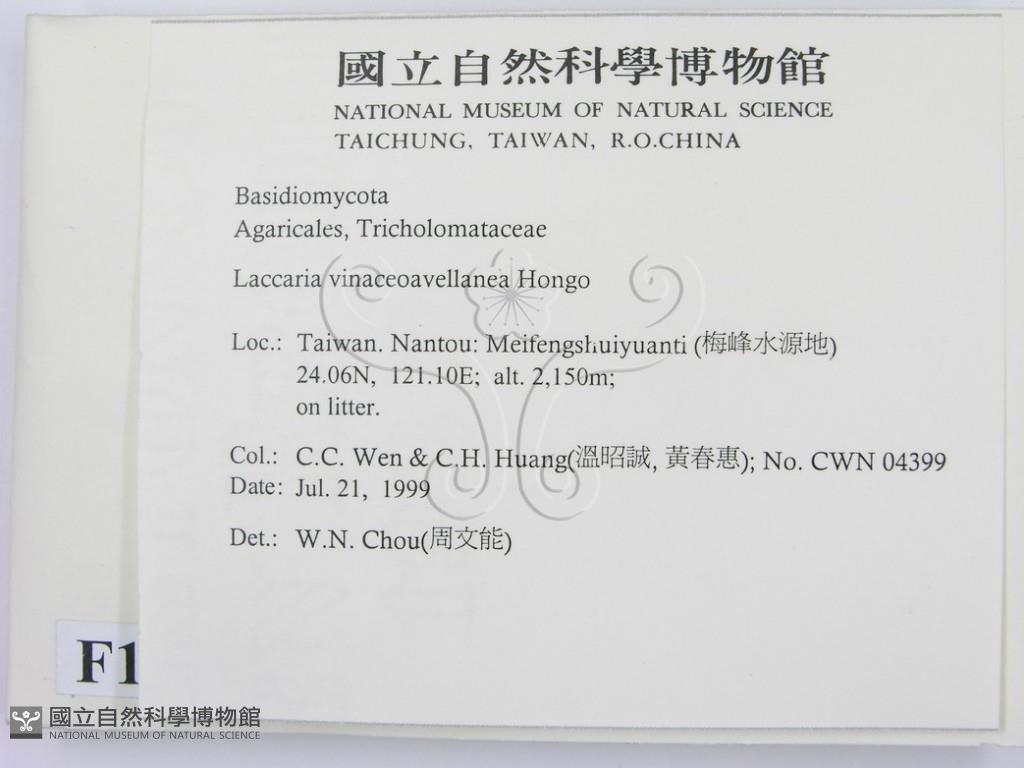 國立自然科學博物館
NATIONAL MUSEUM OF NATURAL SCIENCE
TAICHUNG, TAIWAN, R.O.CHINA
Basidiomycota
Agaricales, Tricholomataceae
Laccaria vinaceoavellanea Hongo
Loc.: Taiwan. Nantou: Meifengshuiyuanti (梅峰水源地)
24.06N, 121.10E; alt. 2,150m;
on litter.
Col.: C.C. Wen & C.H. Huang(溫昭誠, 黃春惠); No. CWN 04399
Date: Jul. 21, 1999
Det.: W.N. Chou(周文能)
F1
國立自然科學博物館
NATIONAL MUSEUM OF NATURAL SCIENCE